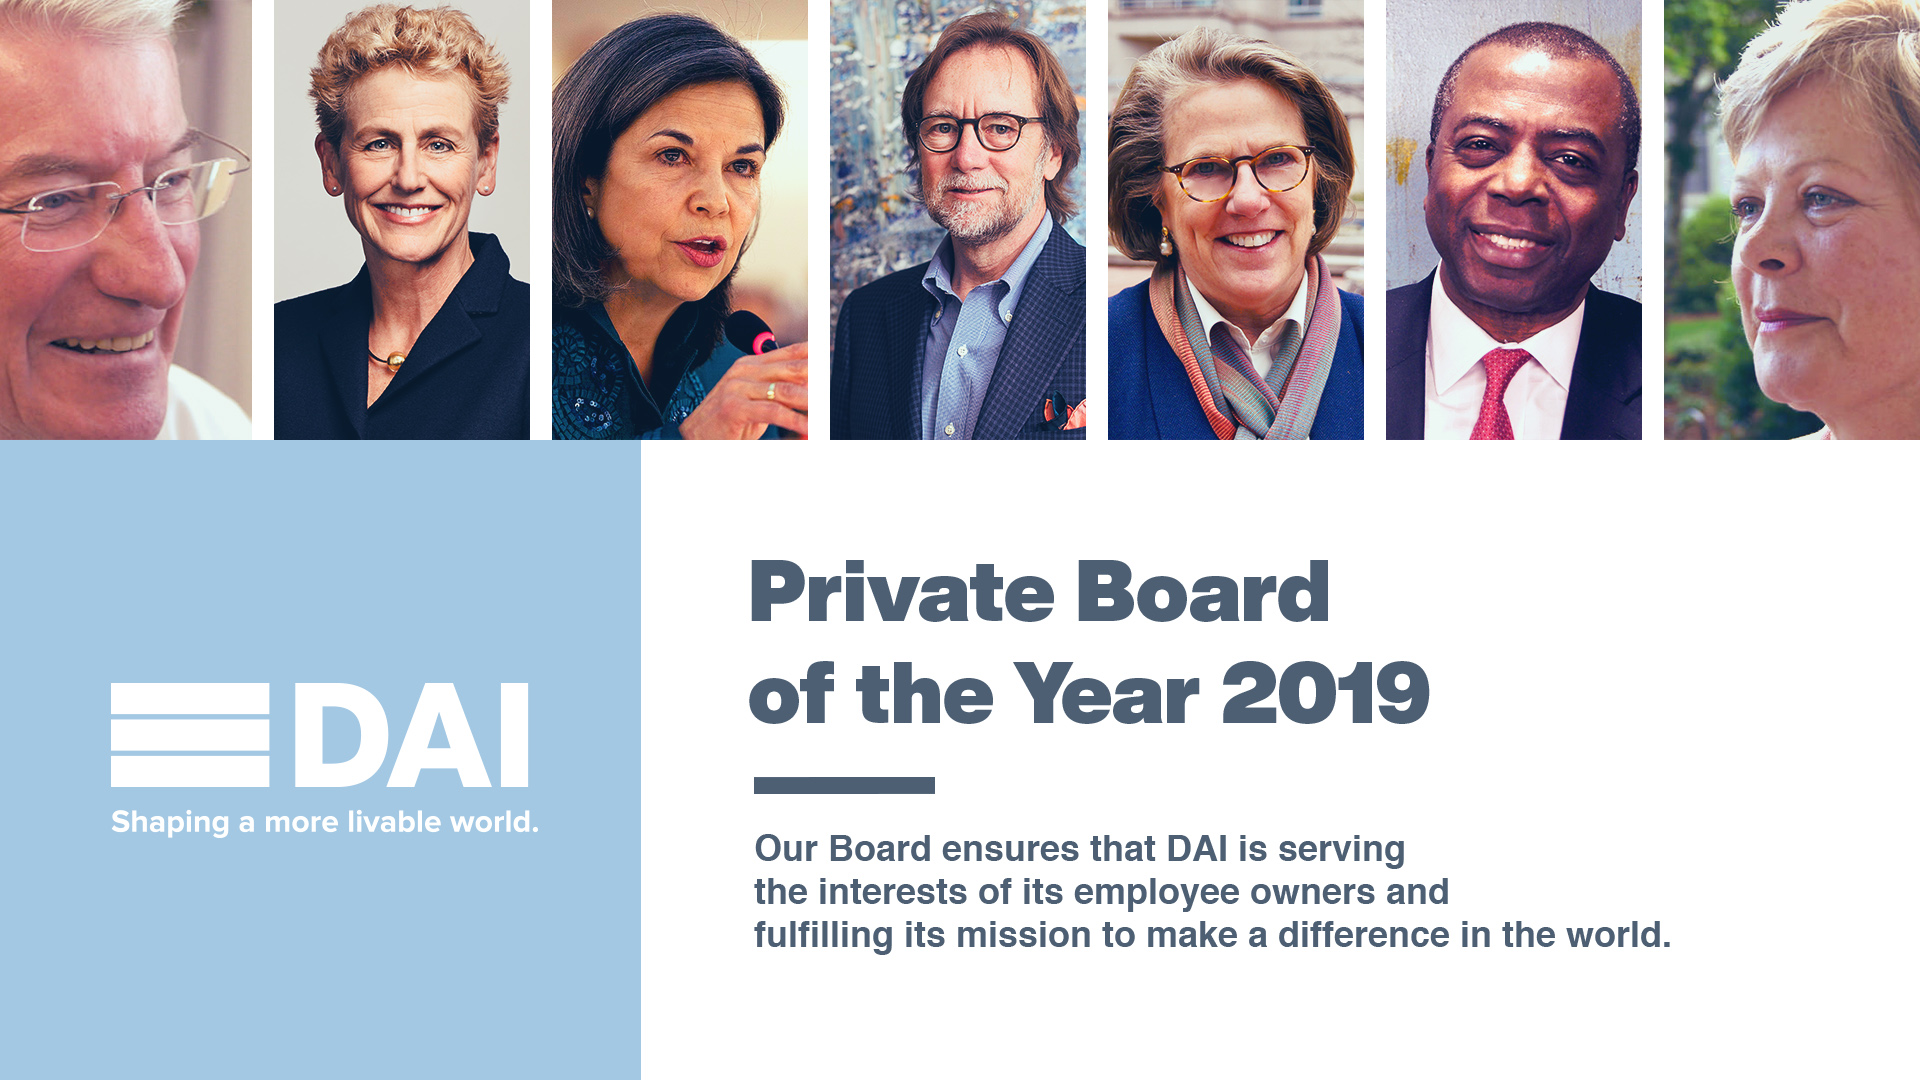 DAI
Shaping a more livable world.
Private Board
of the Year 2019
Our Board ensures that DAI is serving
the interests of its employee owners and
fulfilling its mission to make a difference in the world.